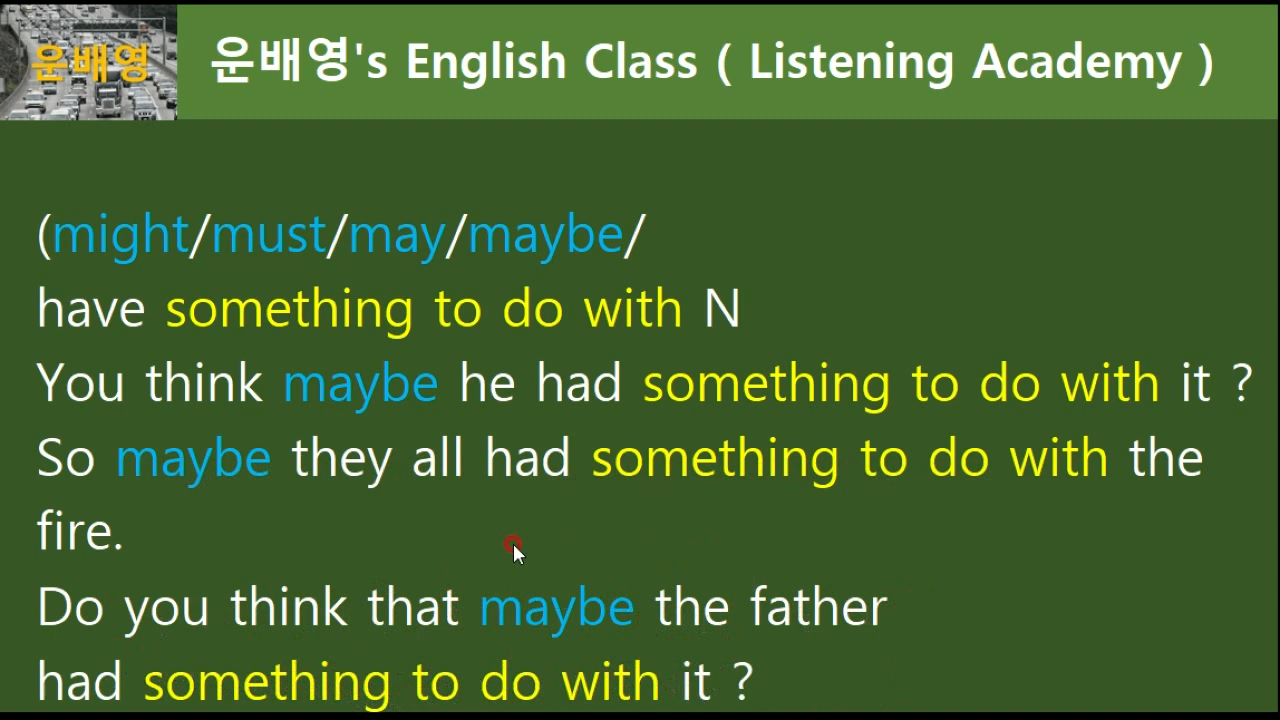 운배영
운배영's English Class ( Listening Academy )
(might/must/may/maybe/
have something to do with N
You think maybe he had something to do with it ?
So maybe they all had something to do with the
fire.
Do you think that maybe the father
had something to do with it ?